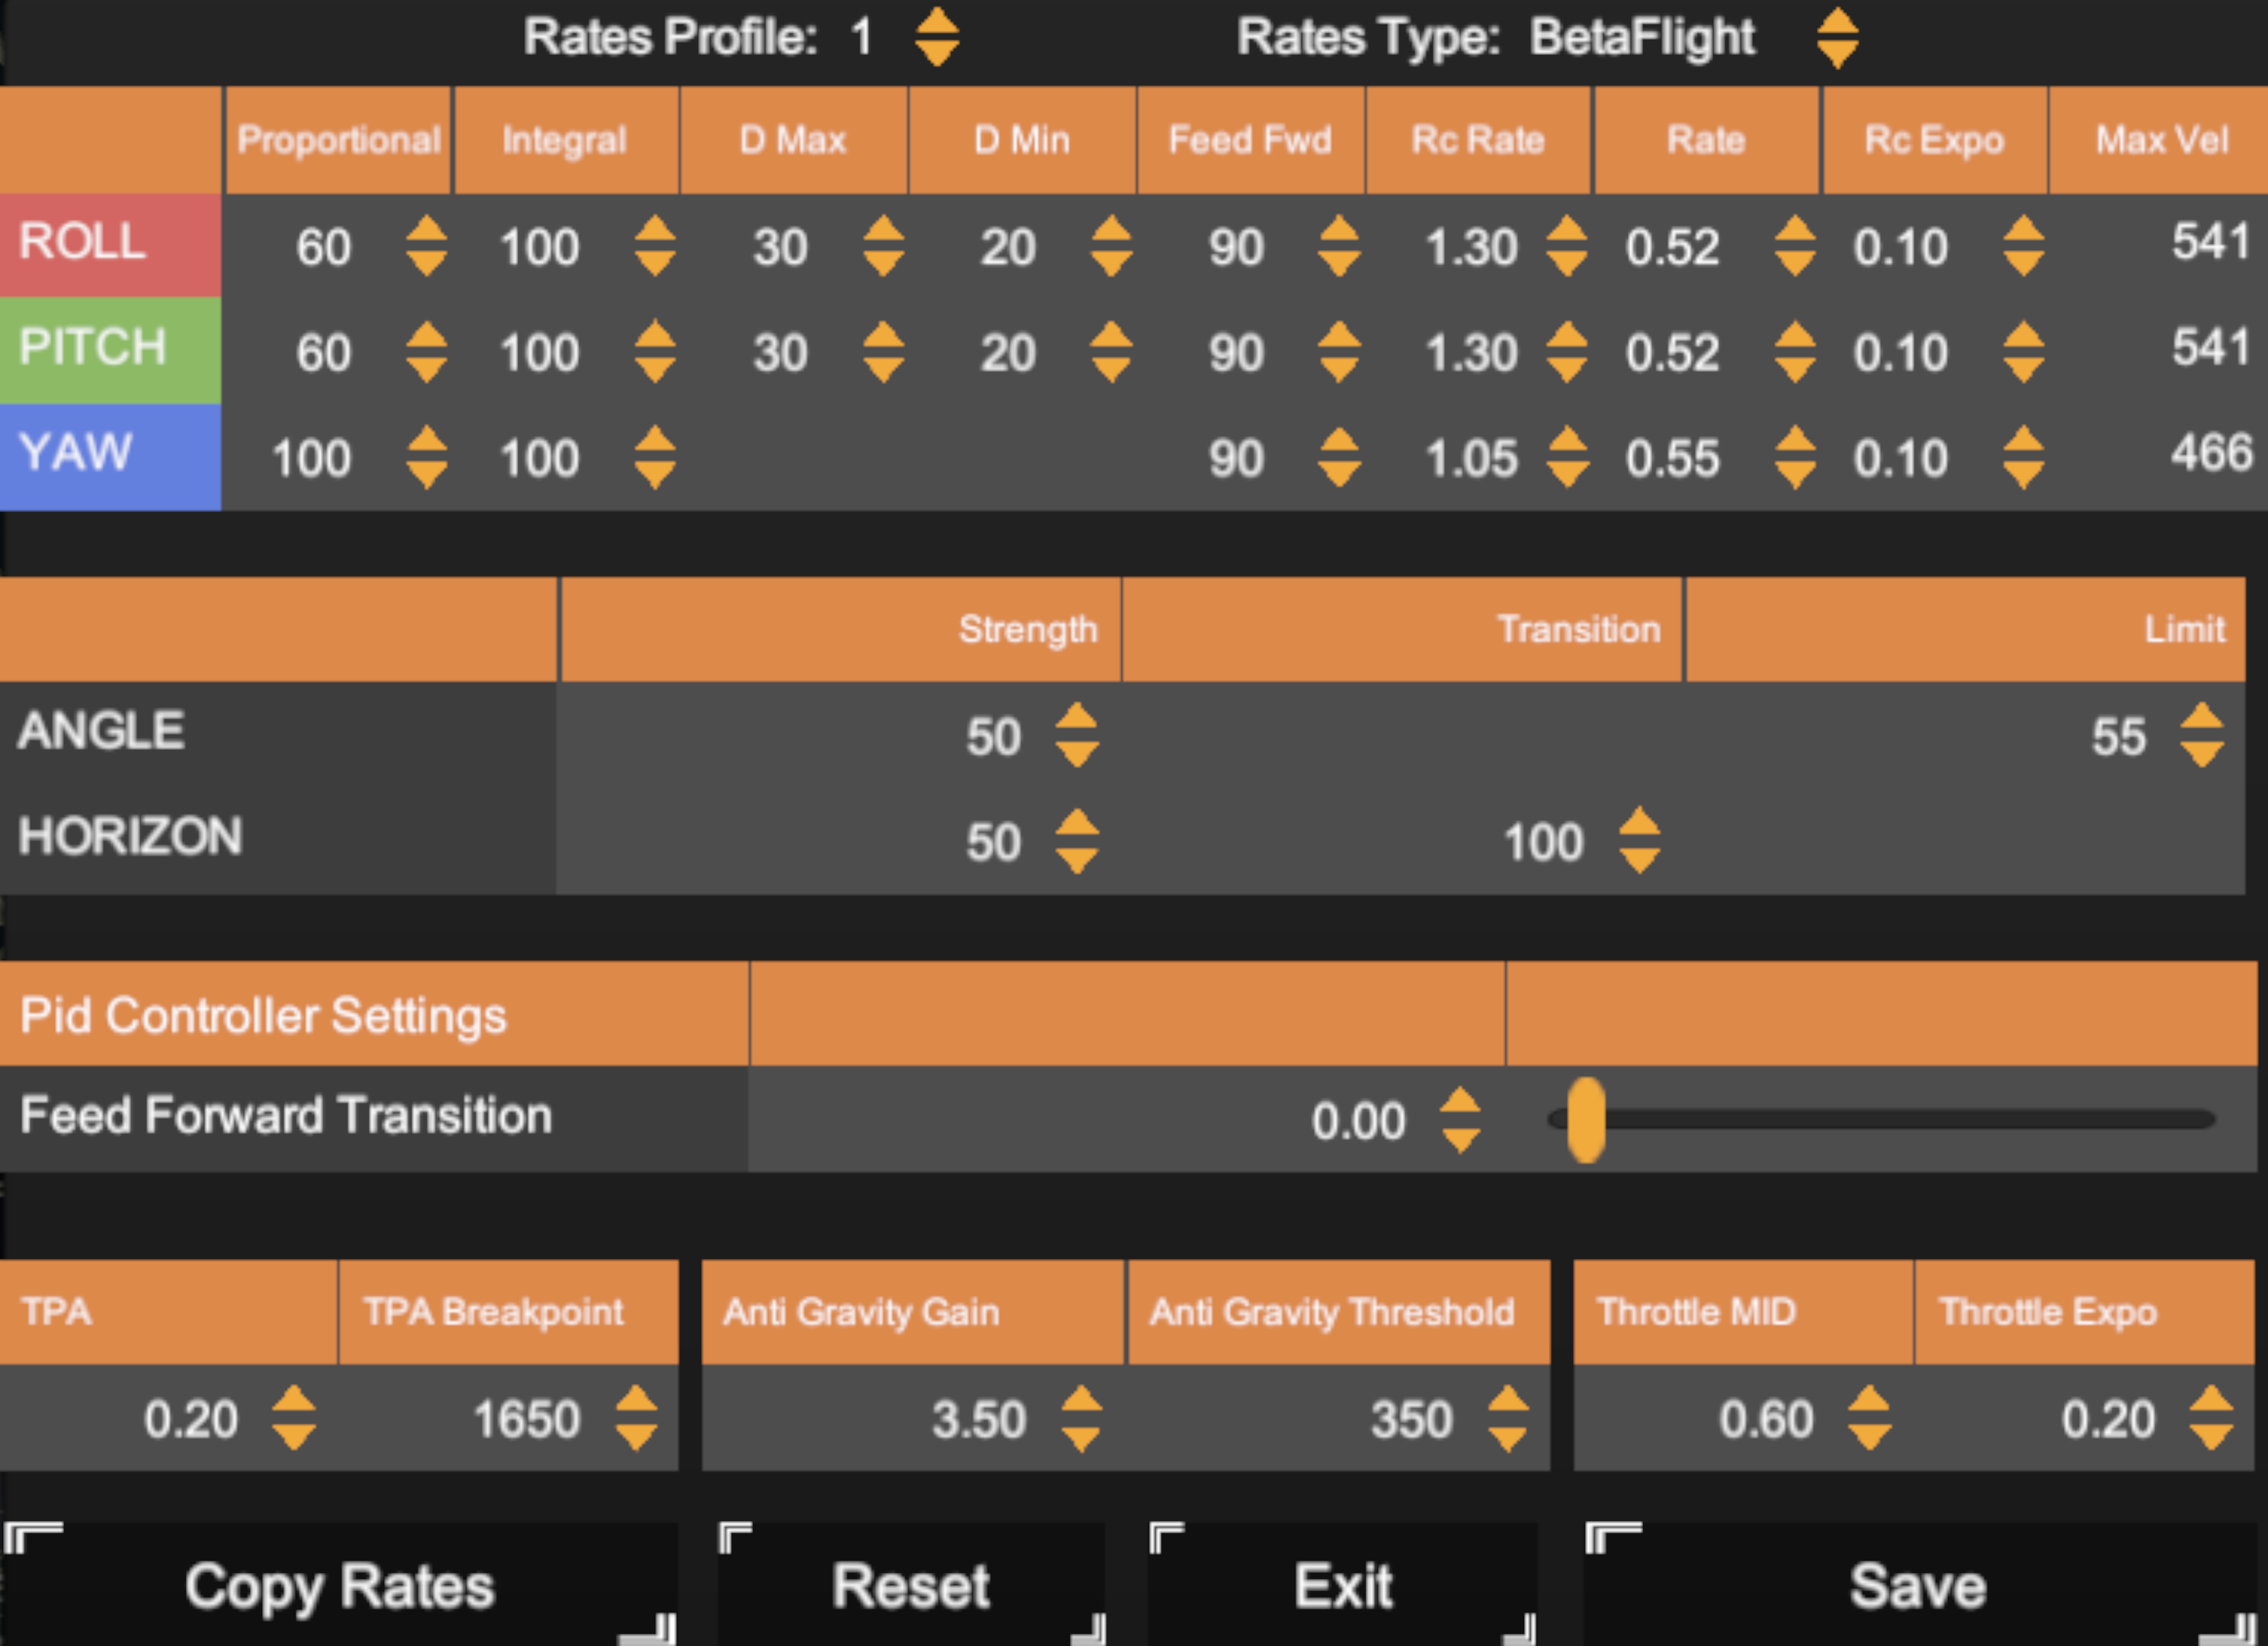 Rates Profile: 1 Rates Type: BetaFlight
Proportional Integral D Max D Min Feed Fwd Rc Rate Rate Rc Expo Max Vel
ROLL 60 100 30 20 90 1.30 0.52 0.10 541
PITCH 60 100 30 20 90 1.30 0.52 0.10 541
YAW 100 100 90 1.05 0.55 0.10 466
Strength Transition Limit
ANGLE 50 55
HORIZON 50 100
Pid Controller Settings
Feed Forward Transition 0.00
TPA TPA Breakpoint Anti Gravity Gain Anti Gravity Threshold Throttle MID Throttle Expo
0.20 1650 3.50 350 0.60 0.20
Copy Rates Reset Exit Save